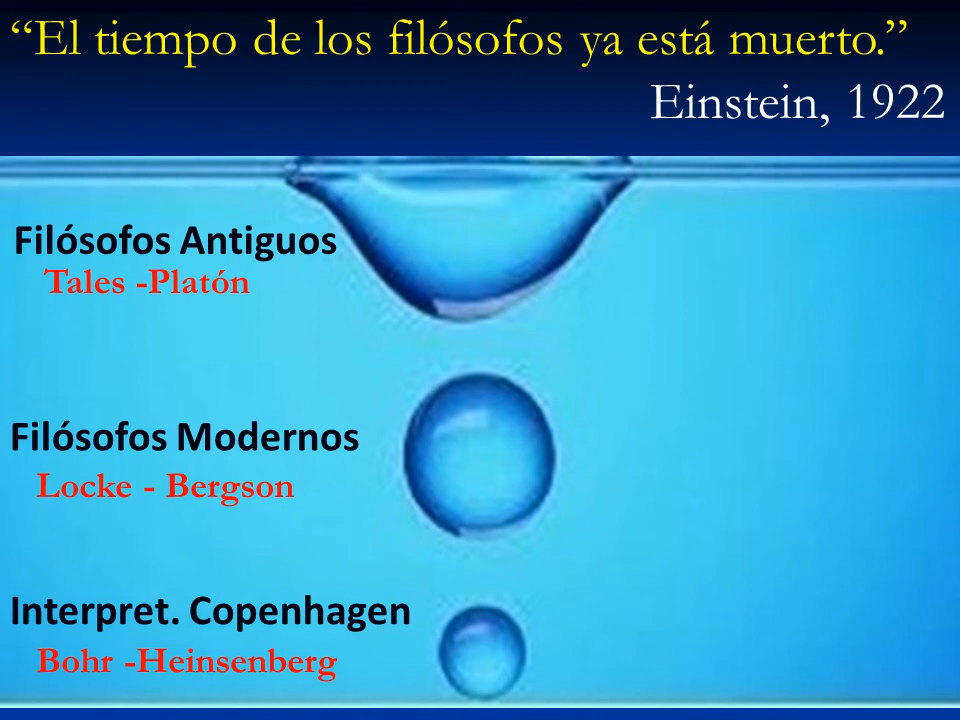 “El tiempo de los filósofos ya está muerto.”
Einstein, 1922
Filósofos Antiguos
Tales -Platón
Filósofos Modernos
Locke - Bergson
Interpret. Copenhagen
Bohr -Heinsenberg